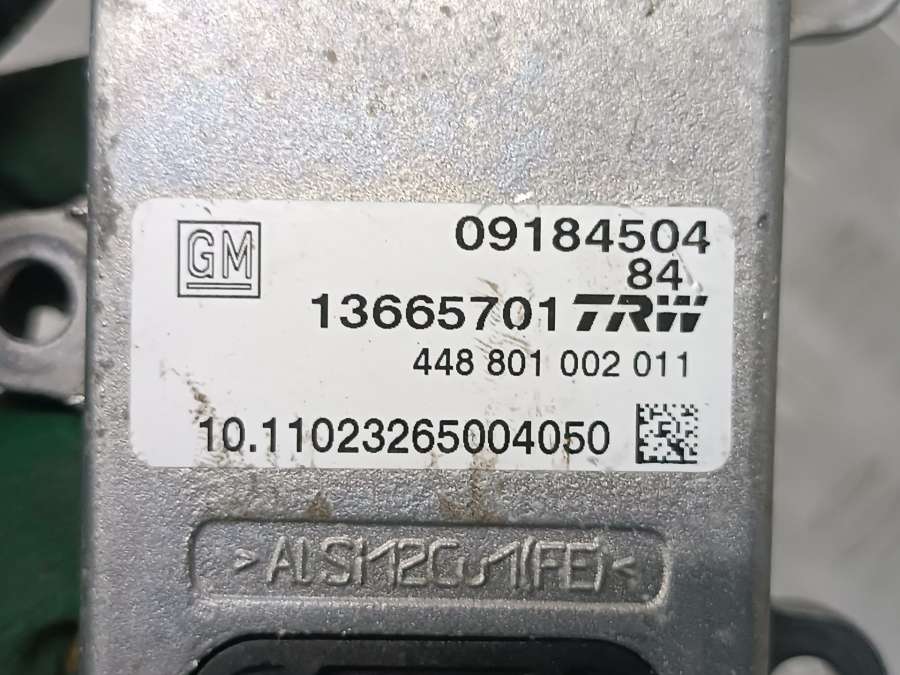 GM
09184504
84
13665701 TRW
448 801 002 011
10.11023265004050
>AlSi12Cu1(FE)<